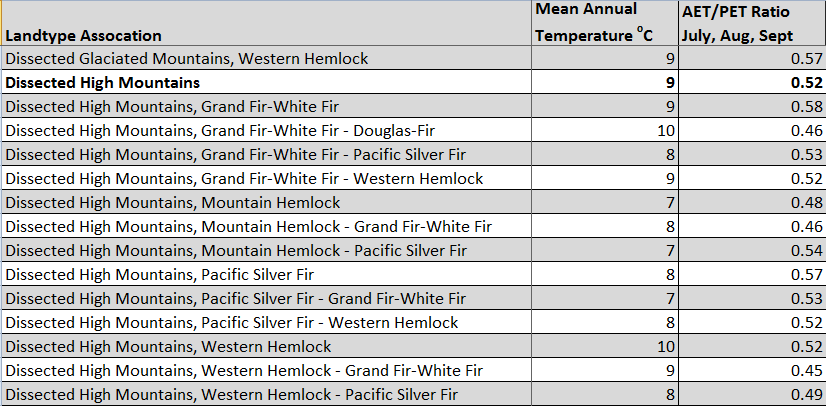 Landtype Assocation Mean Annual Temperature °C AET/PET Ratio July, Aug, Sept
Dissected Glaciated Mountains, Western Hemlock 9 0.57
Dissected High Mountains 9 0.52
Dissected High Mountains, Grand Fir-White Fir 9 0.58
Dissected High Mountains, Grand Fir-White Fir - Douglas-Fir 10 0.46
Dissected High Mountains, Grand Fir-White Fir - Pacific Silver Fir 8 0.53
Dissected High Mountains, Grand Fir-White Fir - Western Hemlock 9 0.52
Dissected High Mountains, Mountain Hemlock 7 0.48
Dissected High Mountains, Mountain Hemlock - Grand Fir-White Fir 8 0.46
Dissected High Mountains, Mountain Hemlock - Pacific Silver Fir 7 0.54
Dissected High Mountains, Pacific Silver Fir 8 0.57
Dissected High Mountains, Pacific Silver Fir - Grand Fir-White Fir 7 0.53
Dissected High Mountains, Pacific Silver Fir - Western Hemlock 8 0.52
Dissected High Mountains, Western Hemlock 10 0.52
Dissected High Mountains, Western Hemlock - Grand Fir-White Fir 9 0.45
Dissected High Mountains, Western Hemlock - Pacific Silver Fir 8 0.49